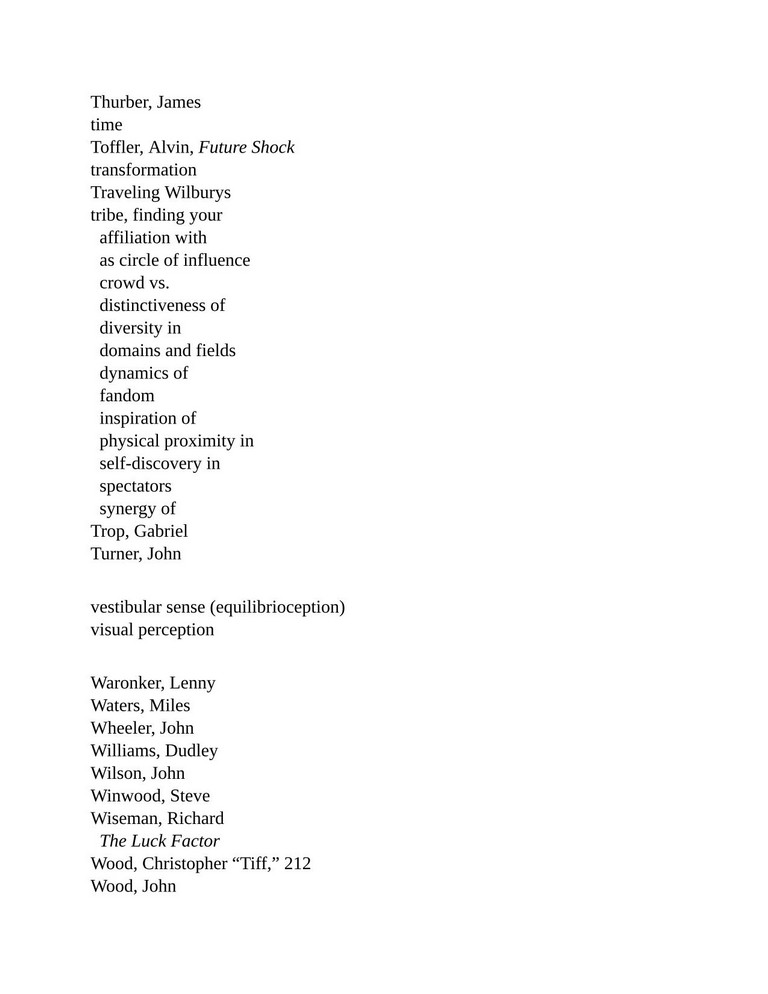 Thurber, James
time
Toffler, Alvin, Future Shock
transformation
Traveling Wilburys
tribe, finding your
affiliation with
as circle of influence
crowd vs.
distinctiveness of
diversity in
domains and fields
dynamics of
fandom
inspiration of
physical proximity in
self-discovery in
spectators
synergy of
Trop, Gabriel
Turner, John
vestibular sense (equilibrioception)
visual perception
Waronker, Lenny
Waters, Miles
Wheeler, John
Williams, Dudley
Wilson, John
Winwood, Steve
Wiseman, Richard
The Luck Factor
Wood, Christopher “Tiff,” 212
Wood, John